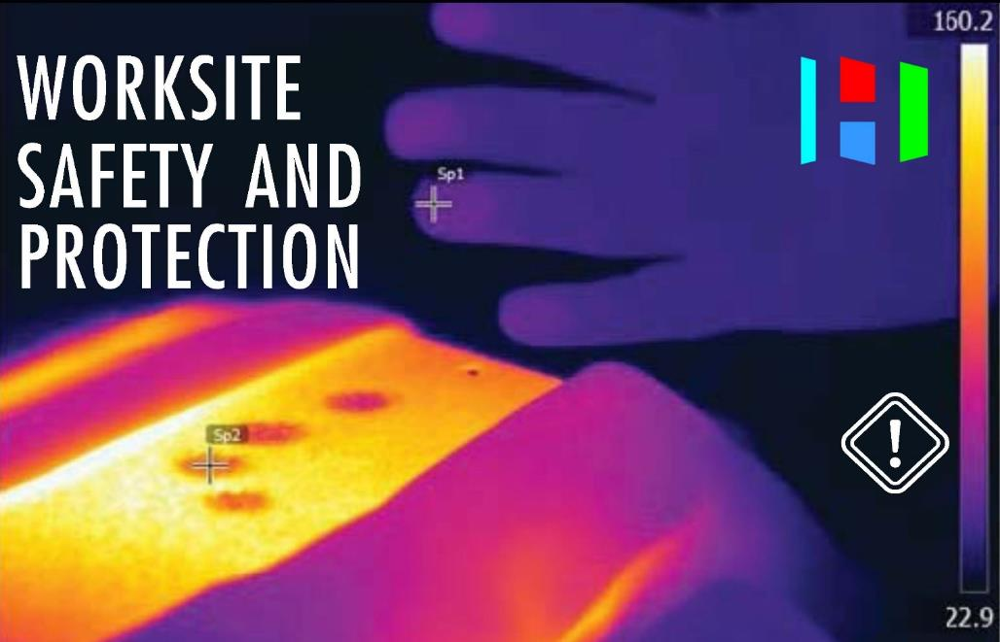 WORKSITE
SAFETY AND
PROTECTION
160.2
Sp1
Sp2
!
22.9